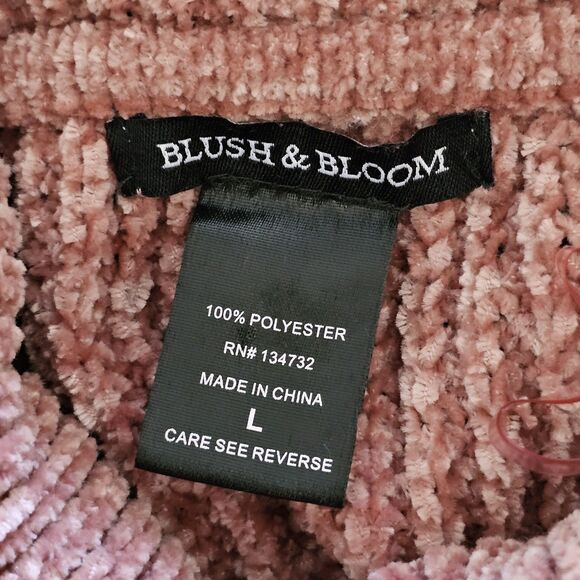 BLUSH & BLOOM
100% POLYESTER
RN# 134732
MADE IN CHINA
L
CARE SEE REVERSE